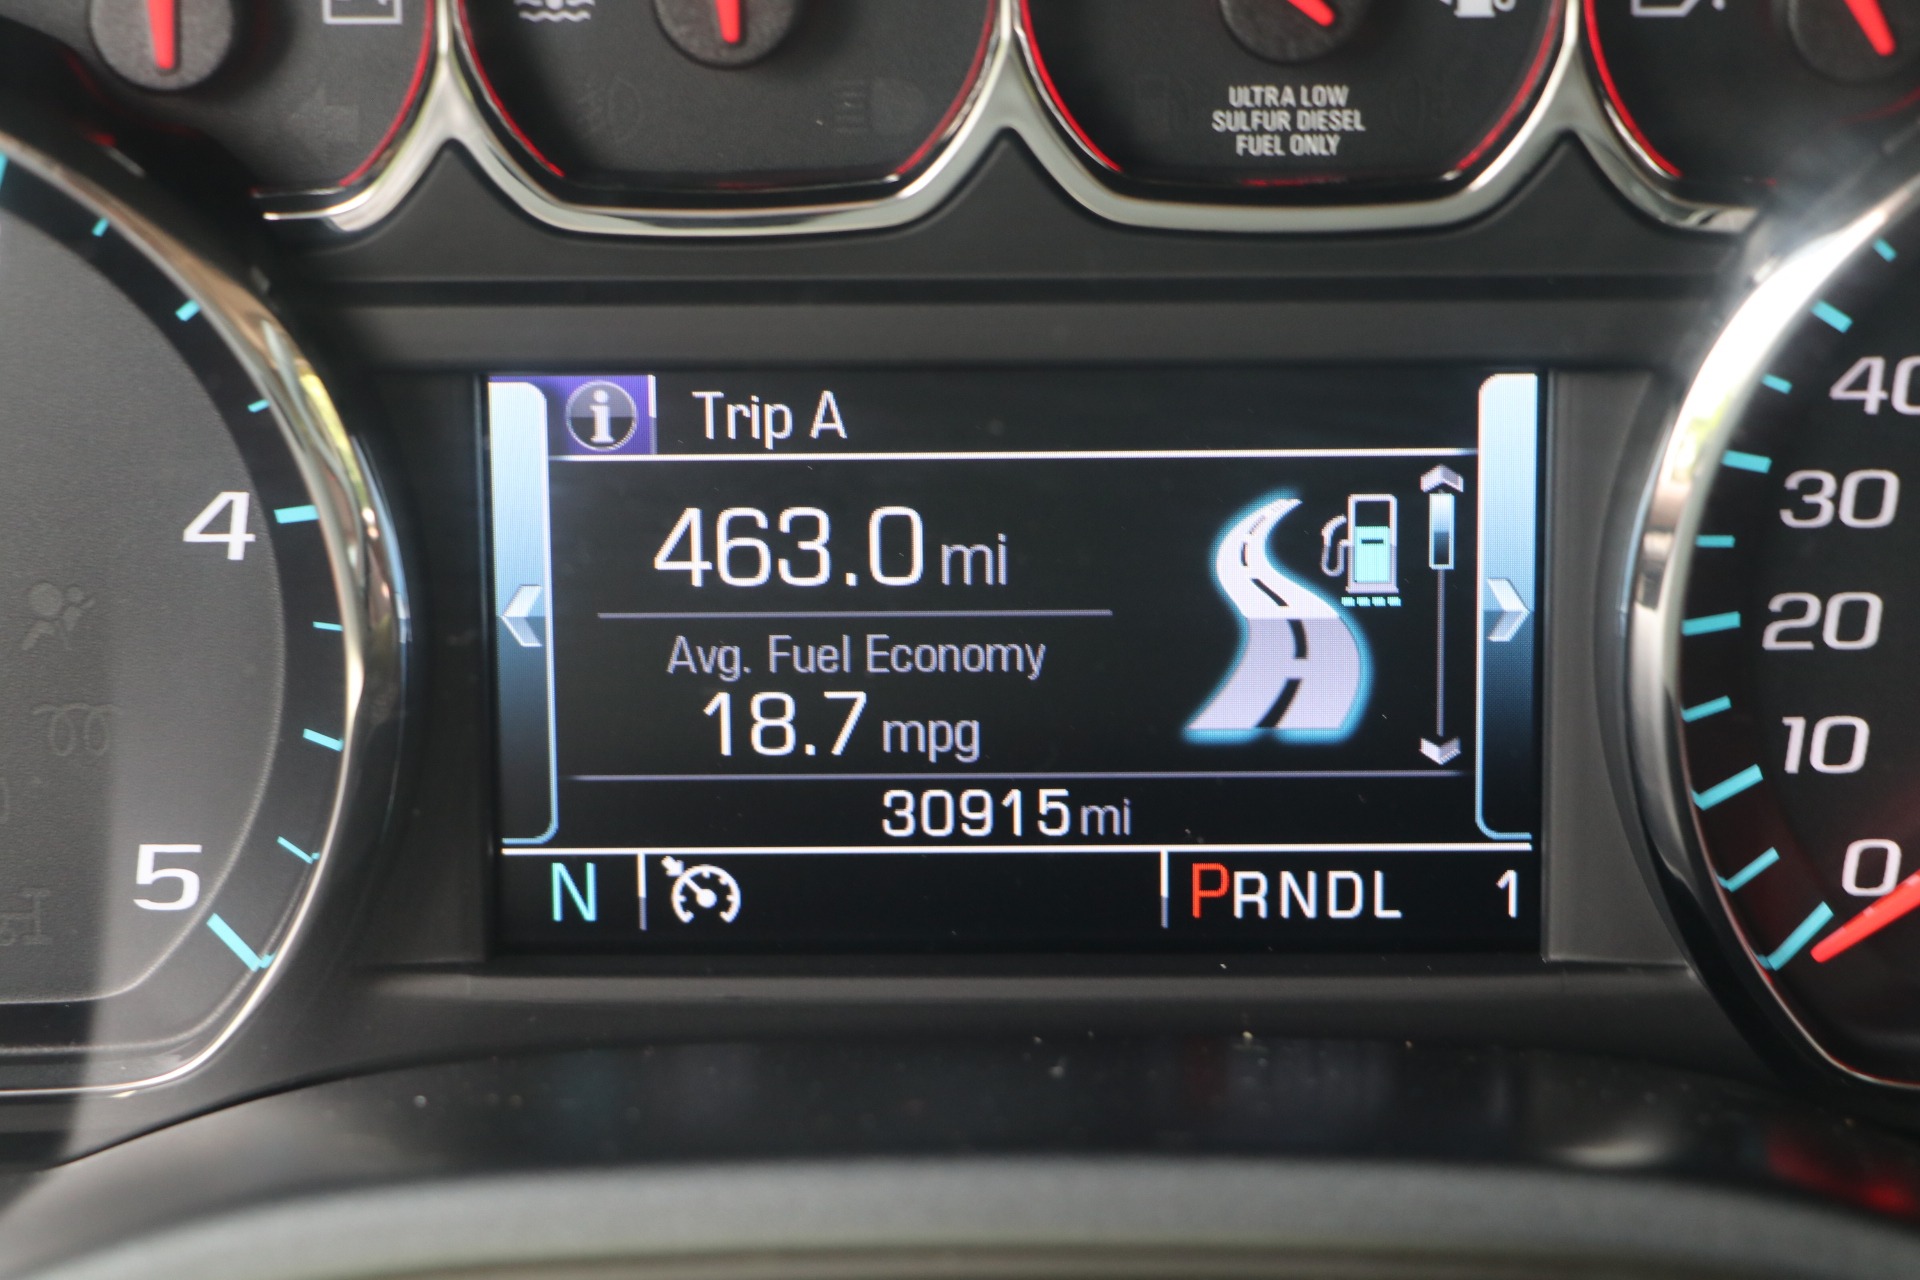 ULTRA LOW
SULFUR DIESEL
FUEL ONLY
Trip A
463.0 mi
Avg. Fuel Economy
18.7 mpg
30915 mi
N
PRNDL 1
4
5
40
30
20
10
0